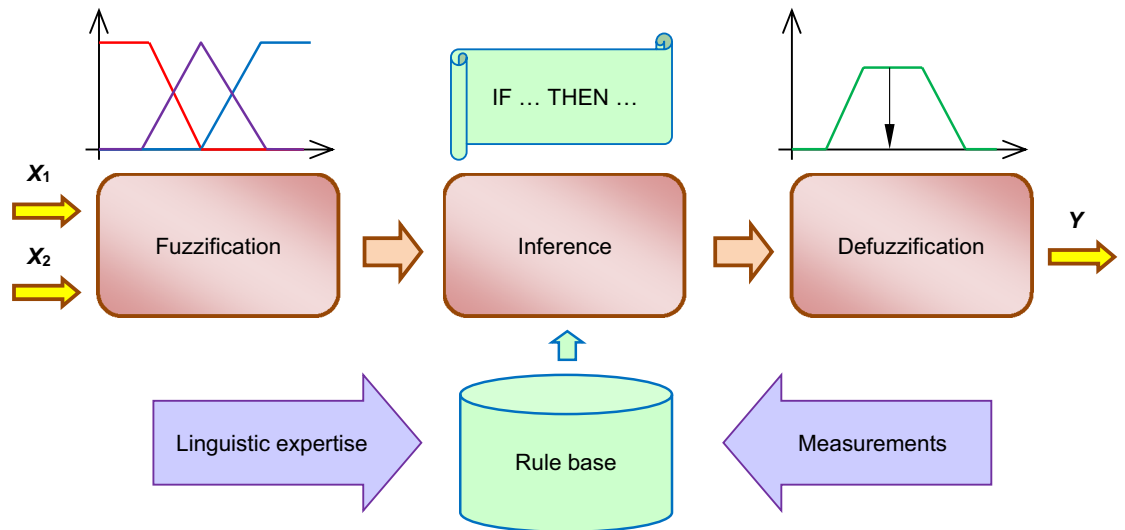 IF … THEN …
X1
X2
Fuzzification
Inference
Defuzzification
Y
Linguistic expertise
Rule base
Measurements